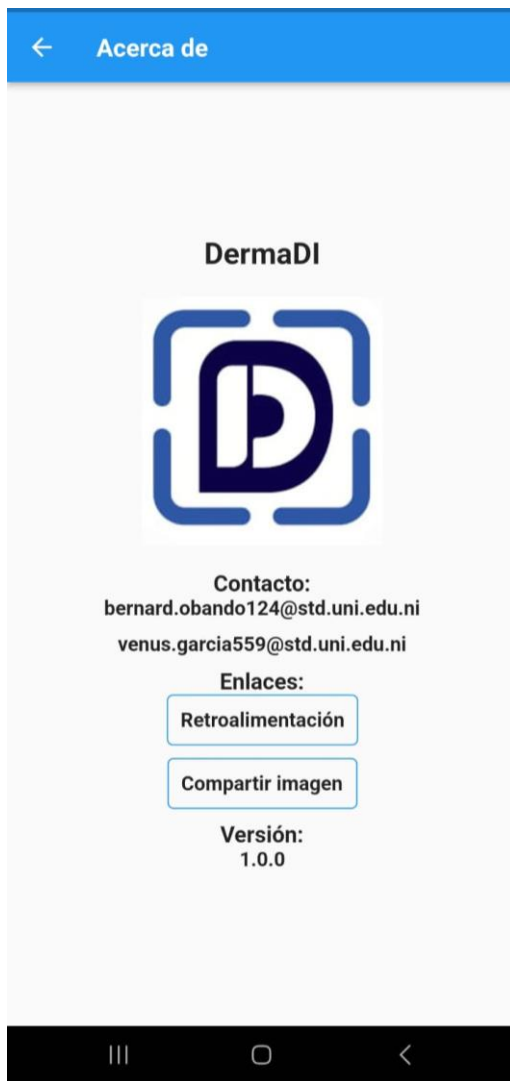 Acerca de
DermaDI
Contacto:
bernard.obando124@std.uni.edu.ni
venus.garcia559@std.uni.edu.ni
Enlaces:
Retroalimentación
Compartir imagen
Versión:
1.0.0